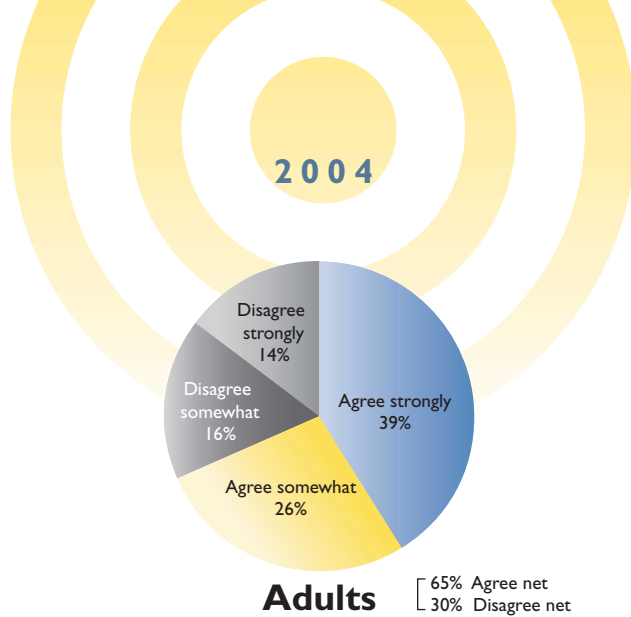 2004
Disagree
strongly
14%
Agree strongly
39%
Disagree
somewhat
16%
Agree somewhat
26%
Adults
65% Agree net
30% Disagree net